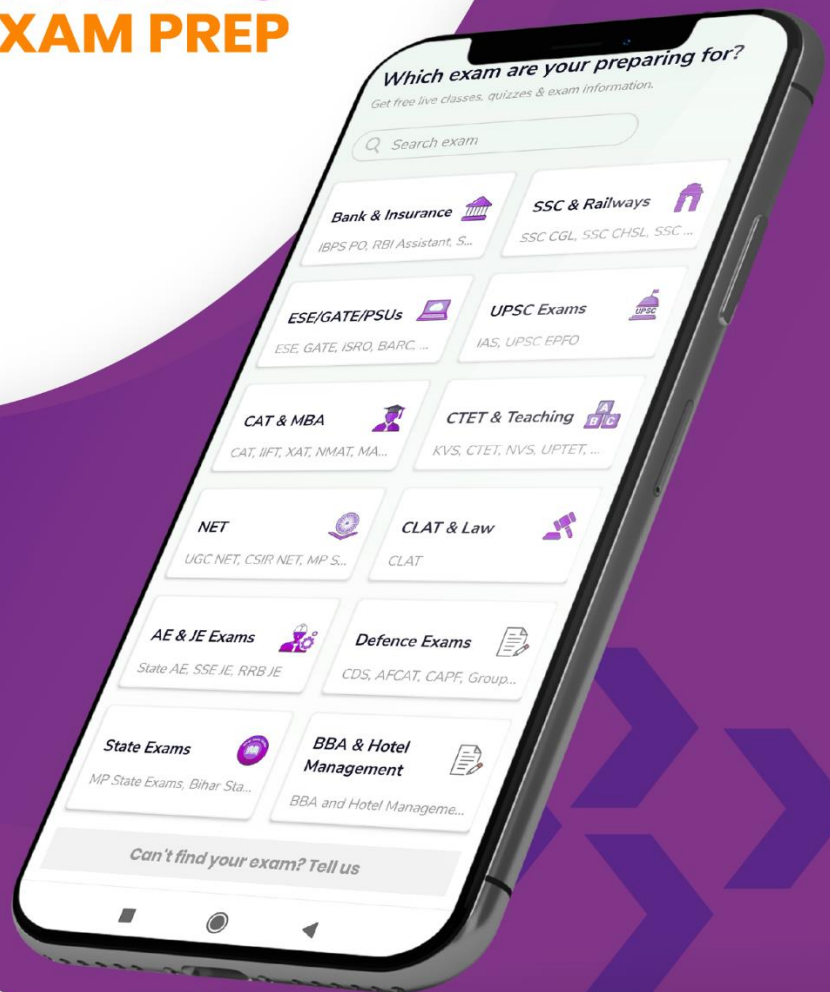 XAM PREP
Which exam are your preparing for?
Get free live classes, quizzes & exam information.
Search exam
Bank & Insurance
IBPS PO, RBI Assistant, S...
SSC & Railways
SSC CGL, SSC CHSL, SSC ...
ESE/GATE/PSUs
ESE, GATE, ISRO, BARC, ...
UPSC Exams
UPSC
IAS, UPSC EPFO
CAT & MBA
CAT, IIFT, XAT, NMAT, MA...
CTET & Teaching
A
B C
KVS, CTET, NVS, UPTET, ...
NET
UGC NET, CSIR NET, MP S...
CLAT & Law
CLAT
AE & JE Exams
State AE, SSE JE, RRB JE
Defence Exams
CDS, AFCAT, CAPF, Group...
State Exams
MP State Exams, Bihar Sta...
BBA & Hotel
Management
BBA and Hotel Manageme...
Can't find your exam? Tell us